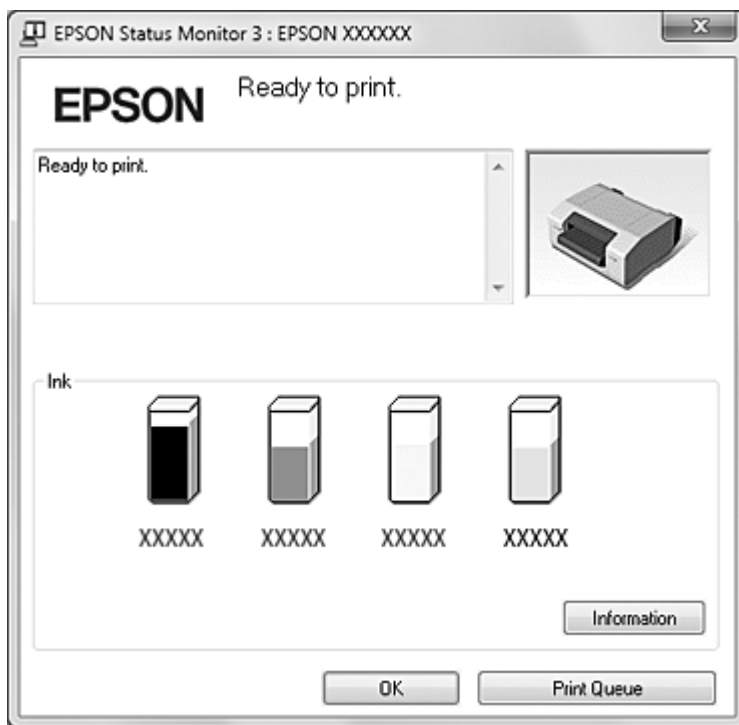 EPSON Status Monitor 3 : EPSON XXXXXX
EPSON
Ready to print.
Ready to print.
Ink
XXXXX XXXXX XXXXX XXXXX
Information
OK Print Queue